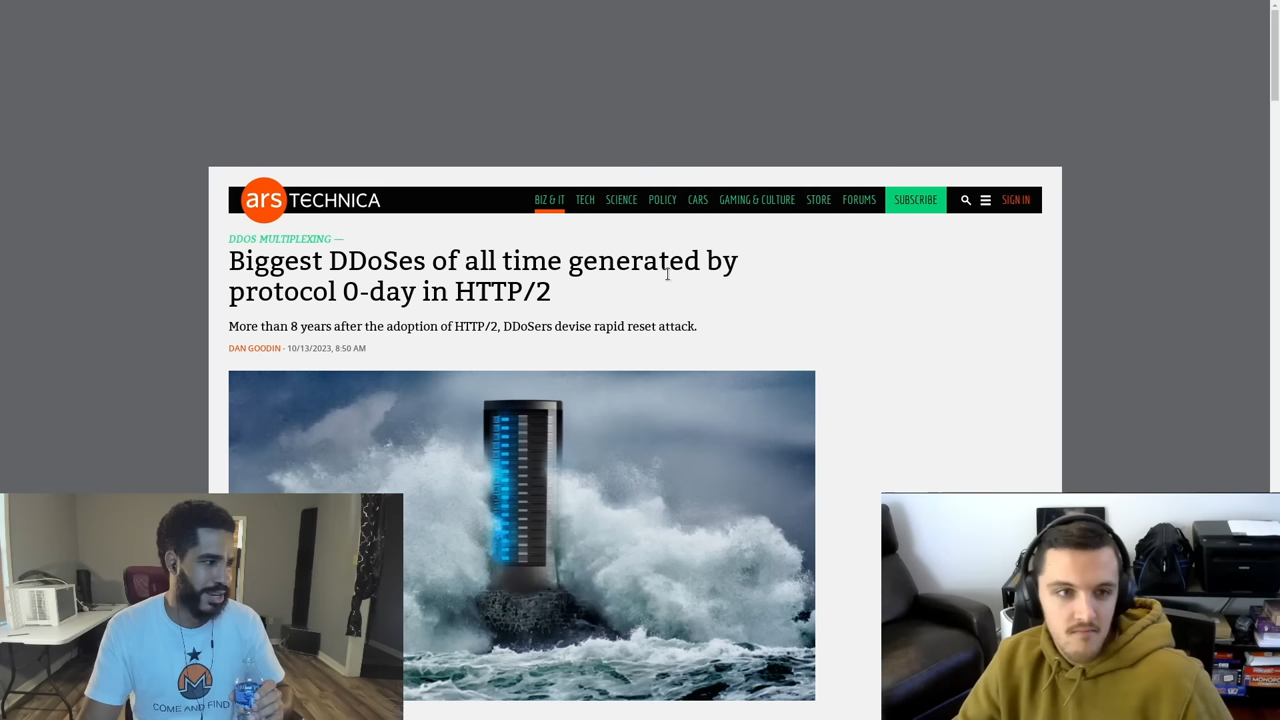 ars TECHNICA
BIZ & IT TECH SCIENCE POLICY CARS GAMING & CULTURE STORE FORUMS SUBSCRIBE SIGN IN
DDOS MULTIPLEXING —
Biggest DDoSes of all time generated by
protocol 0-day in HTTP/2
More than 8 years after the adoption of HTTP/2, DDoSers devise rapid reset attack.
DAN GOODIN - 10/13/2023, 8:50 AM
COME AND FIND